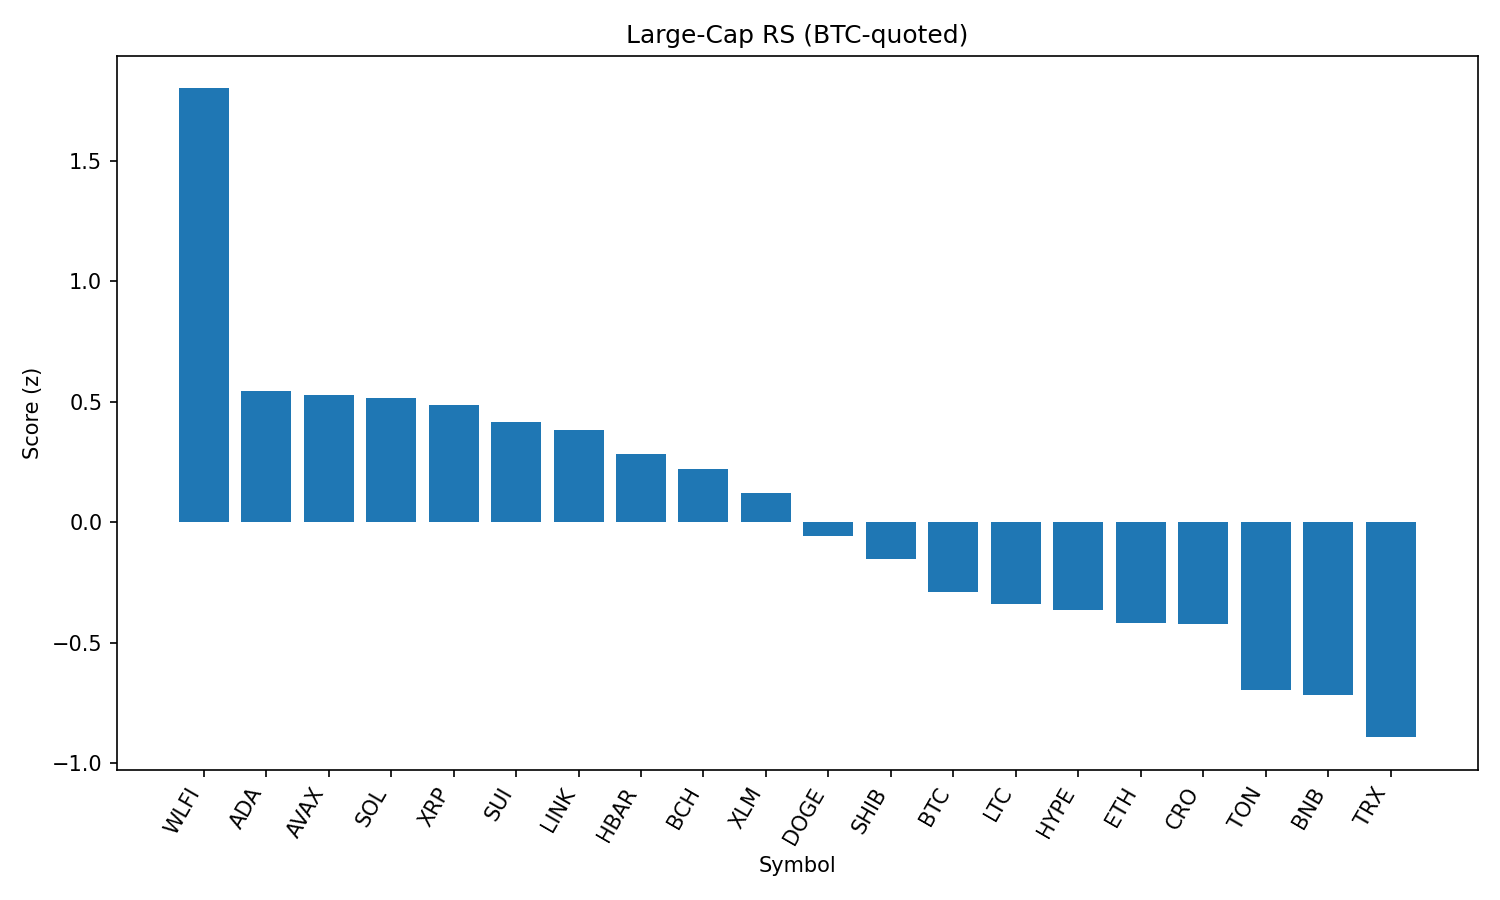 Large-Cap RS (BTC-quoted)
Score (z)
1.5
1.0
0.5
0.0
−0.5
−1.0
WLFI
ADA
AVAX
SOL
XRP
SUI
LINK
HBAR
BCH
XLM
DOGE
SHIB
BTC
LTC
HYPE
ETH
CRO
TON
BNB
TRX
Symbol